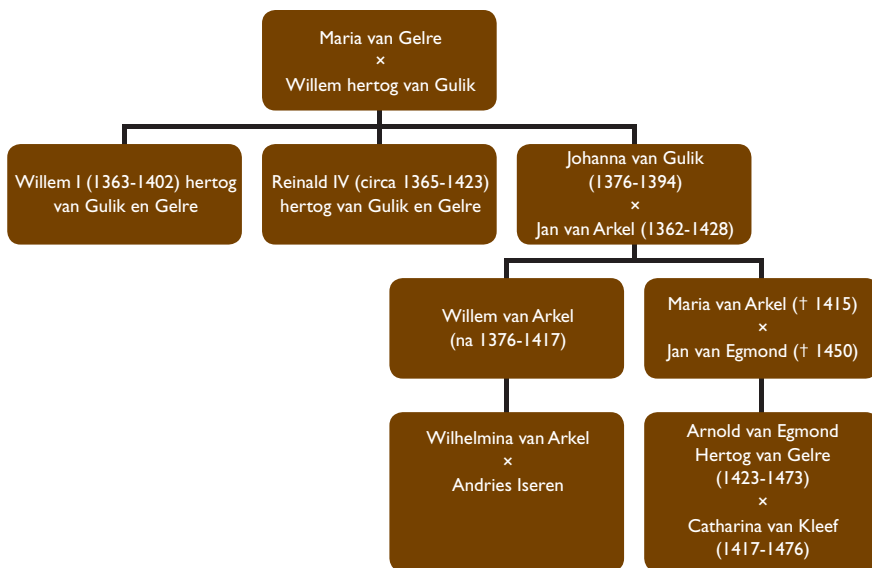 Maria van Gelre
×
Willem hertog van Gulik
Willem I (1363-1402) hertog
van Gulik en Gelre
Reinald IV (circa 1365-1423)
hertog van Gulik en Gelre
Johanna van Gulik
(1376-1394)
×
Jan van Arkel (1362-1428)
Willem van Arkel
(na 1376-1417)
Maria van Arkel († 1415)
×
Jan van Egmond († 1450)
Wilhelmina van Arkel
×
Andries Iseren
Arnold van Egmond
Hertog van Gelre
(1423-1473)
×
Catharina van Kleef
(1417-1476)